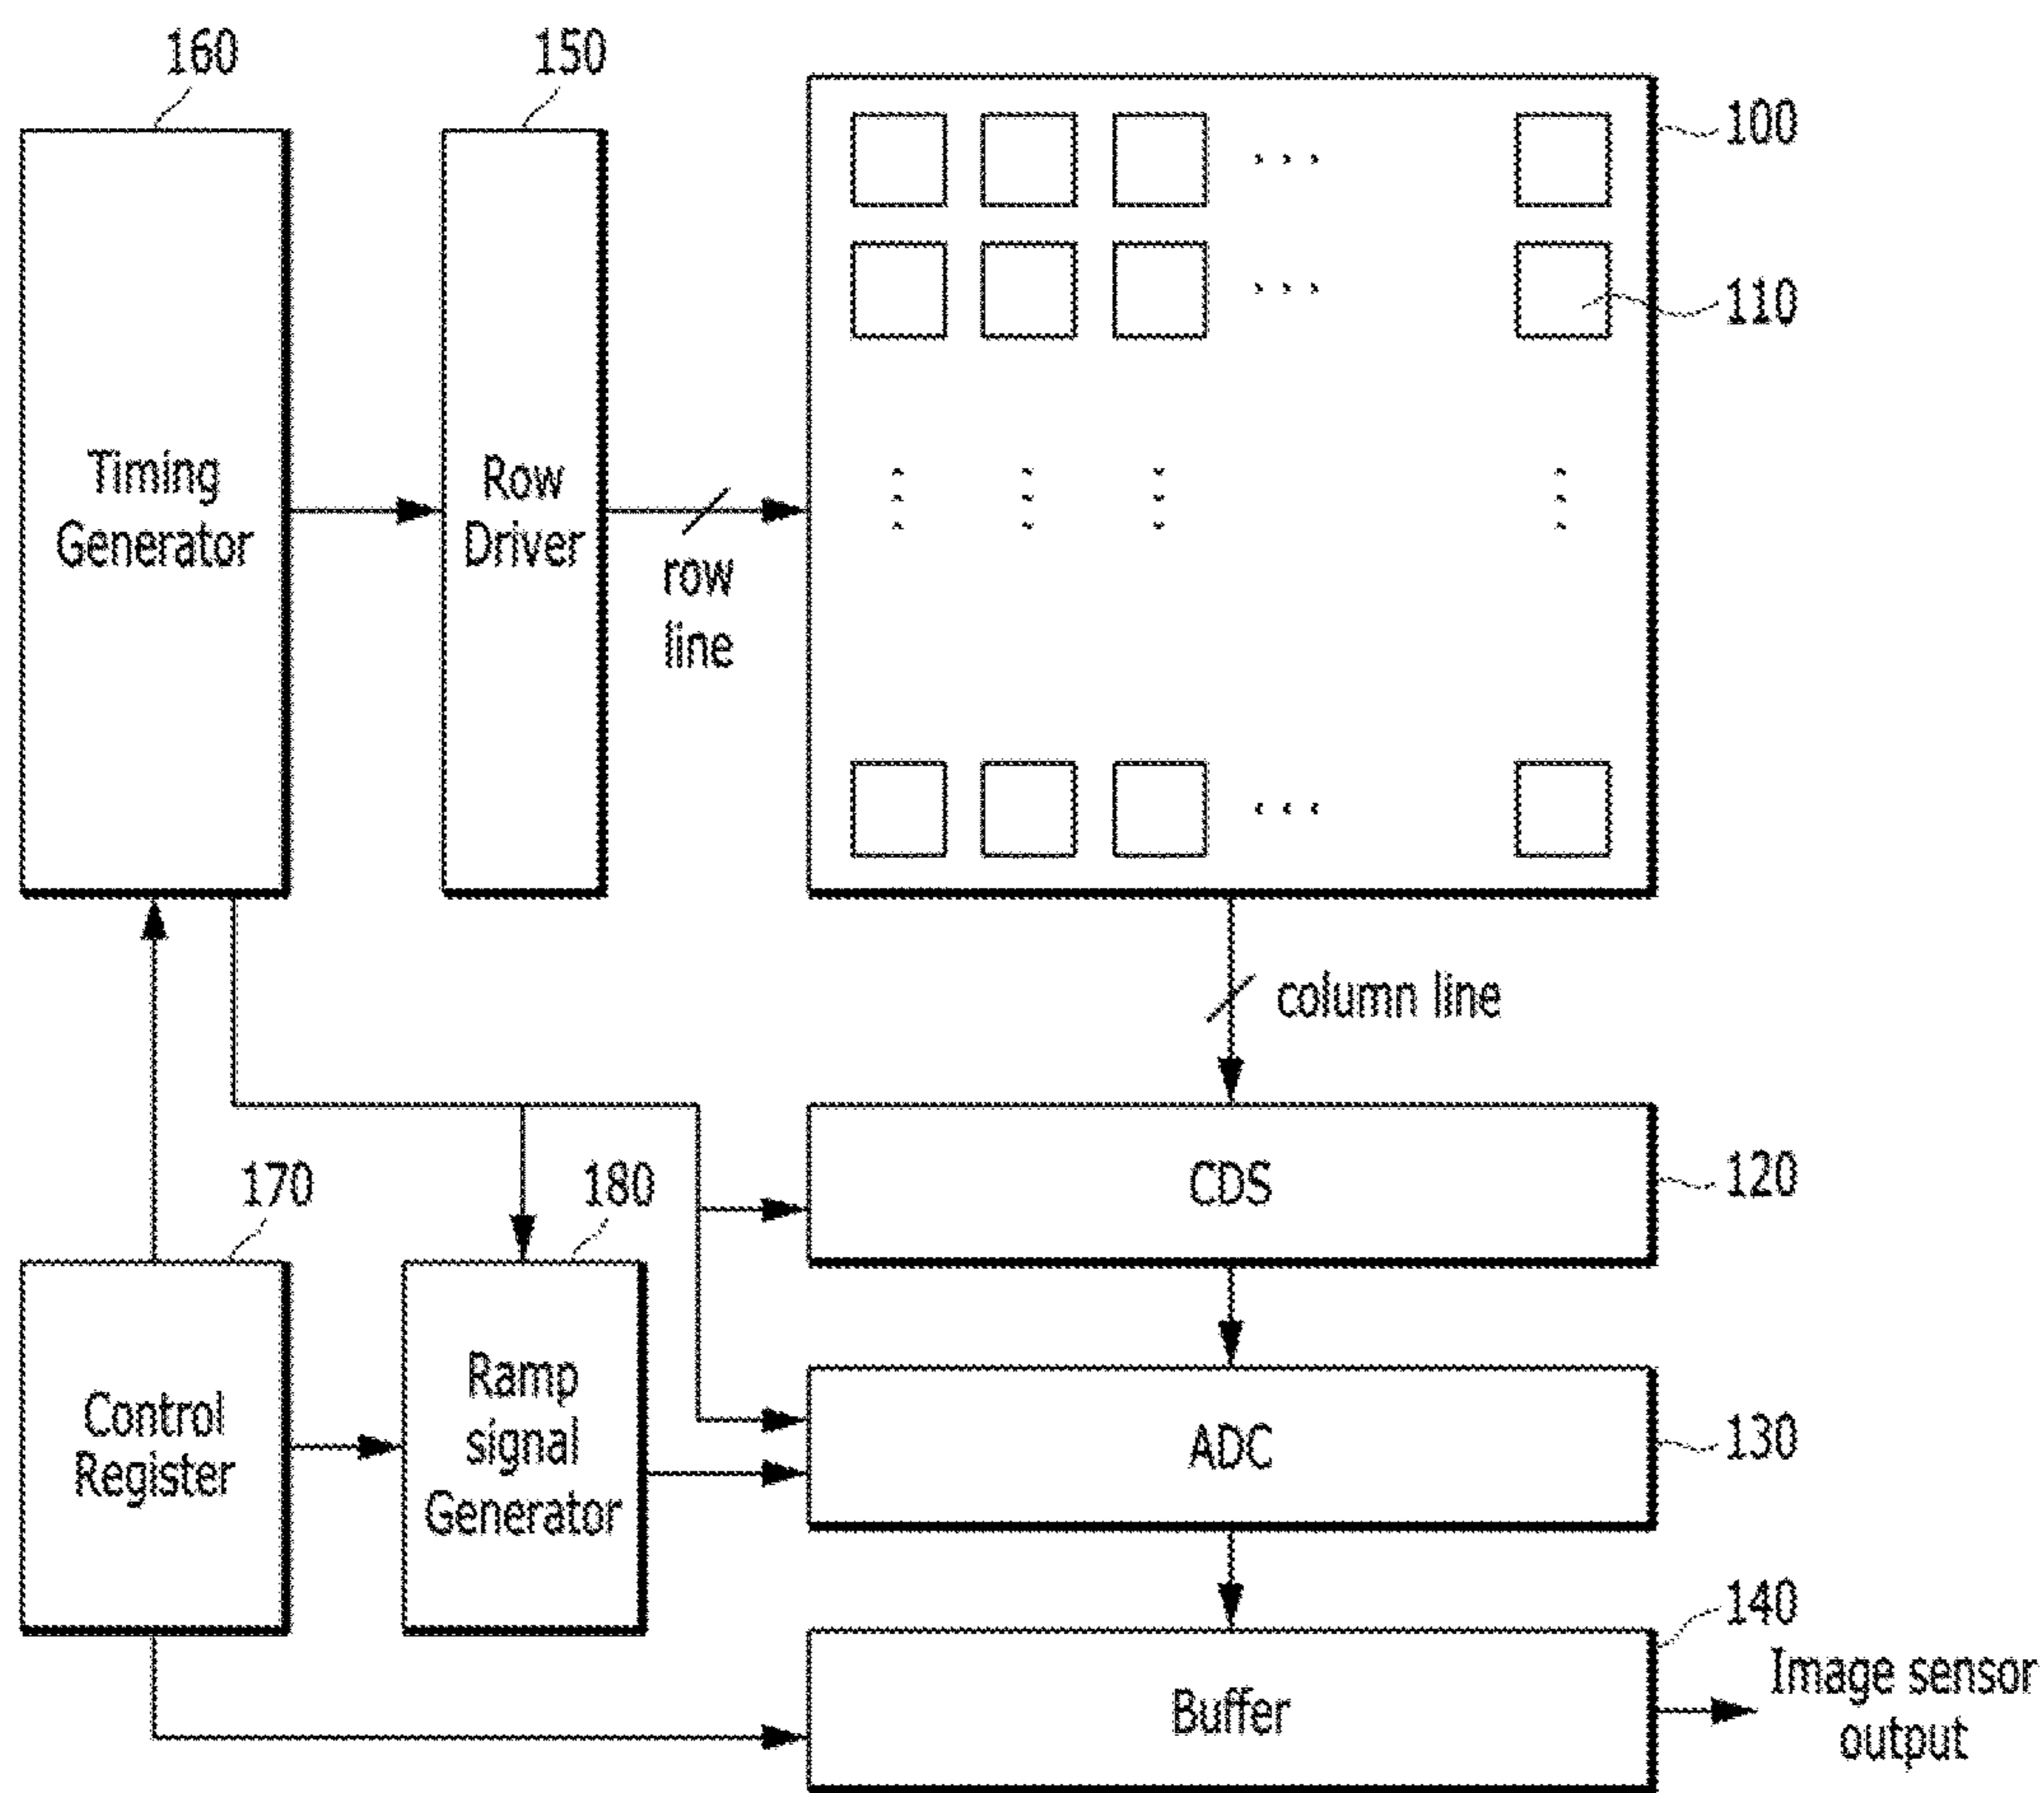 160
150
100
110
Timing
Generator
Row
Driver
row
line
column line
170
180
CDS
120
Control
Register
Ramp
signal
Generator
ADC
130
140
Buffer
Image sensor
output